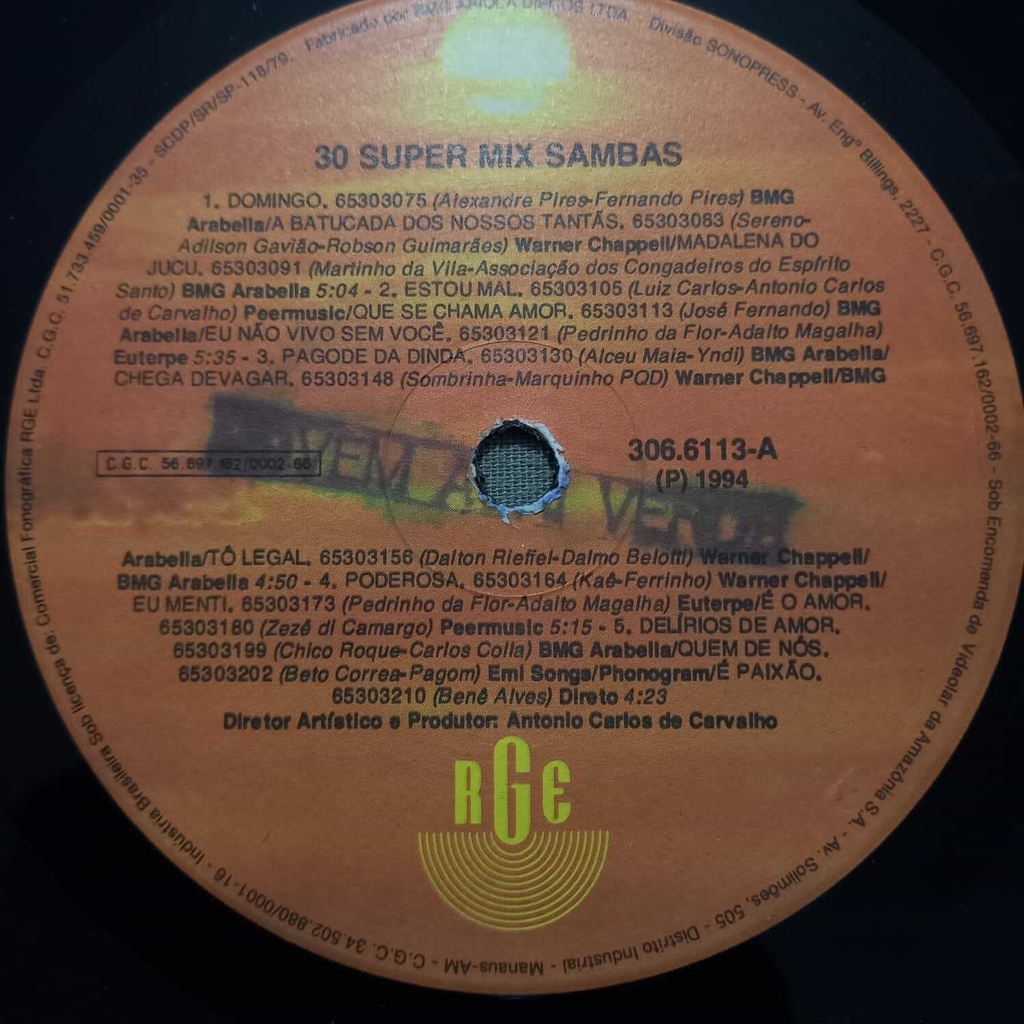 30 SUPER MIX SAMBAS
1. DOMINGO. 65303075 (Alexandre Pires-Fernando Pires) BMG
Arabella/A BATUCADA DOS NOSSOS TANTÃS. 65303083 (Sereno-
Adilson Gavião-Robson Guimarães) Warner Chappell/MADALENA DO
JUCU. 65303091 (Martinho da Vila-Associação dos Congadeiros do Espírito
Santo) BMG Arabella 5:04 - 2. ESTOU MAL. 65303105 (Luiz Carlos-Antonio Carlos
de Carvalho) Peermusic/QUE SE CHAMA AMOR. 65303113 (José Fernando) BMG
Arabella/EU NÃO VIVO SEM VOCÊ. 65303121 (Pedrinho da Flor-Adalto Magalha)
Euterpe 5:35 - 3. PAGODE DA DINDA. 65303130 (Alceu Maia-Yndi) BMG Arabella/
CHEGA DEVAGAR. 65303148 (Sombrinha-Marquinho PQD) Warner Chappell/BMG
C.G.C. 56.697.162/0002-66
306.6113-A
(P) 1994
Arabella/TÔ LEGAL. 65303156 (Dalton Rieffel-Dalmo Belotti) Warner Chappell/
BMG Arabella 4:50 - 4. PODEROSA. 65303164 (Kaê-Ferrinho) Warner Chappell/
EU MENTI. 65303173 (Pedrinho da Flor-Adalto Magalha) Euterpe/É O AMOR.
65303180 (Zezé di Camargo) Peermusic 5:15 - 5. DELÍRIOS DE AMOR.
65303199 (Chico Roque-Carlos Colla) BMG Arabella/QUEM DE NÓS.
65303202 (Beto Correa-Pagom) Emi Songs/Phonogram/É PAIXÃO.
65303210 (Benê Alves) Direto 4:23
Diretor Artístico e Produtor: Antonio Carlos de Carvalho
RGE
Indústria Brasileira Sob licença de: Comercial Fonográfica RGE Ltda. C.G.C. 51.733.459/0001-35 - SCDP/SR/SP-118/79. Fabricado por BMG ARIOLA DISCOS LTDA. - Divisão SONOPRESS - Av. Engº Billings, 2227 - C.G.C. 56.697.162/0002-66 - Sob Encomenda de Videolar da Amazônia S.A. - Av. Solimões, 505 - Distrito Industrial - Manaus-AM - C.G.C. 34.502.880/0001-16 -